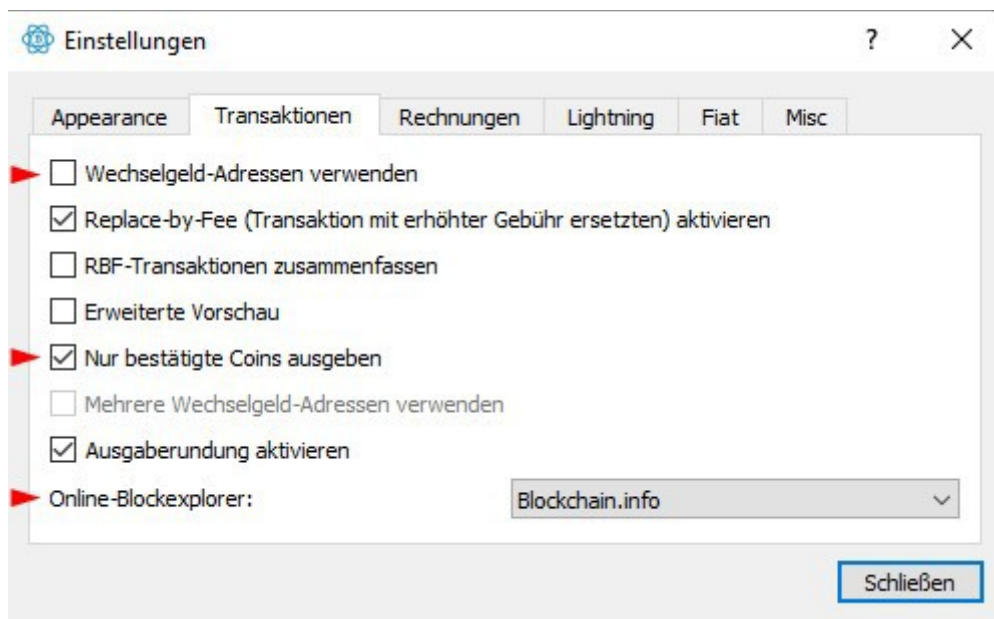 Einstellungen ?
Appearance Transaktionen Rechnungen Lightning Fiat Misc
Wechselgeld-Adressen verwenden
Replace-by-Fee (Transaktion mit erhöhter Gebühr ersetzten) aktivieren
RBF-Transaktionen zusammenfassen
Erweiterte Vorschau
Nur bestätigte Coins ausgeben
Mehrere Wechselgeld-Adressen verwenden
Ausgaberundung aktivieren
Online-Blockexplorer: Blockchain.info
Schließen